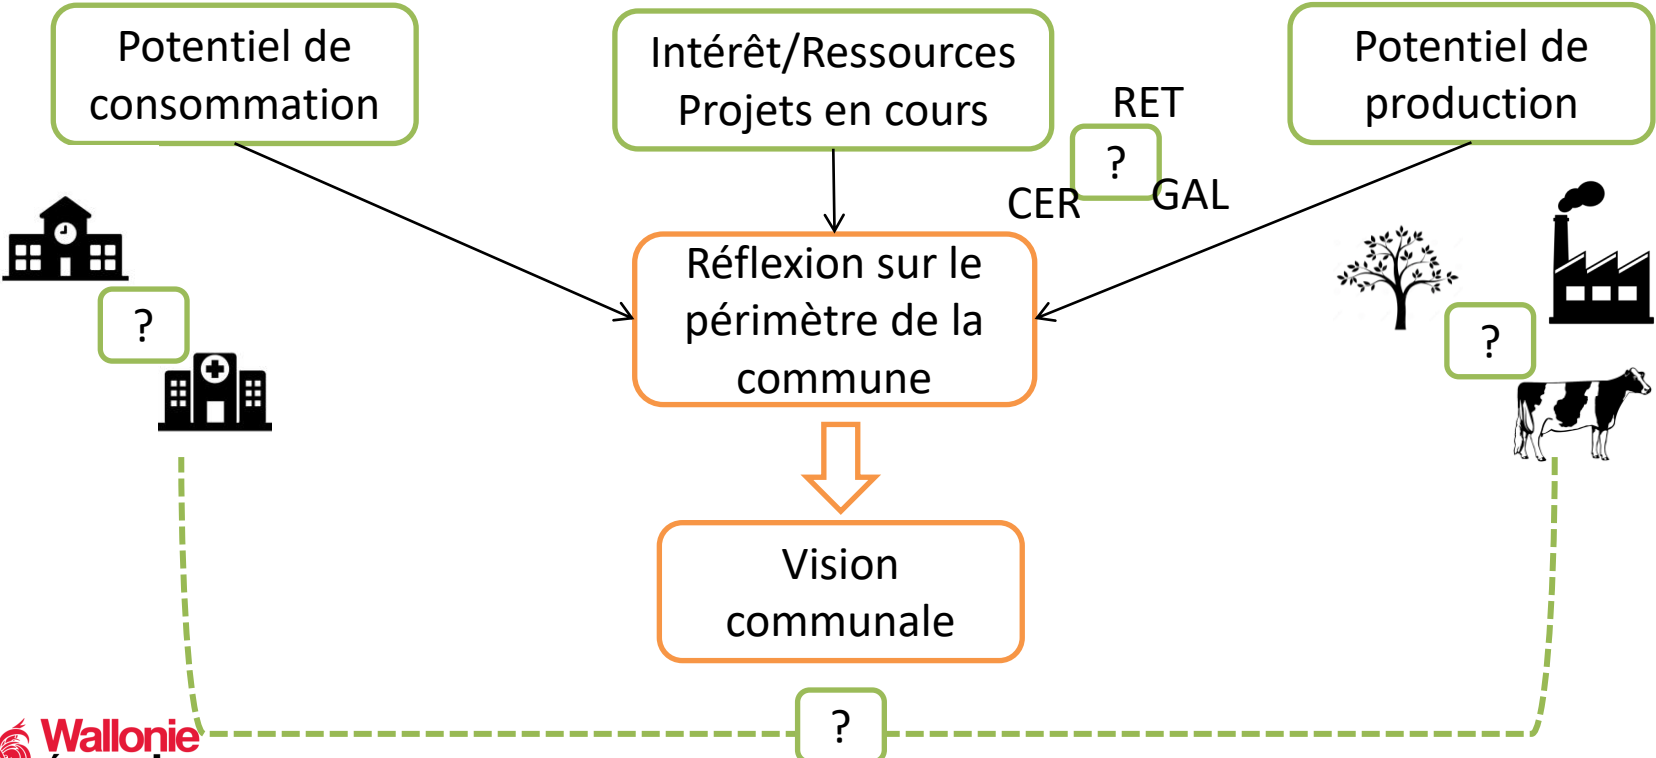 Potentiel de
consommation
Intérêt/Ressources
Projets en cours
Potentiel de
production
RET
?
CER
GAL
Réflexion sur le
périmètre de la
commune
?
?
Vision
communale
?
Wallonie